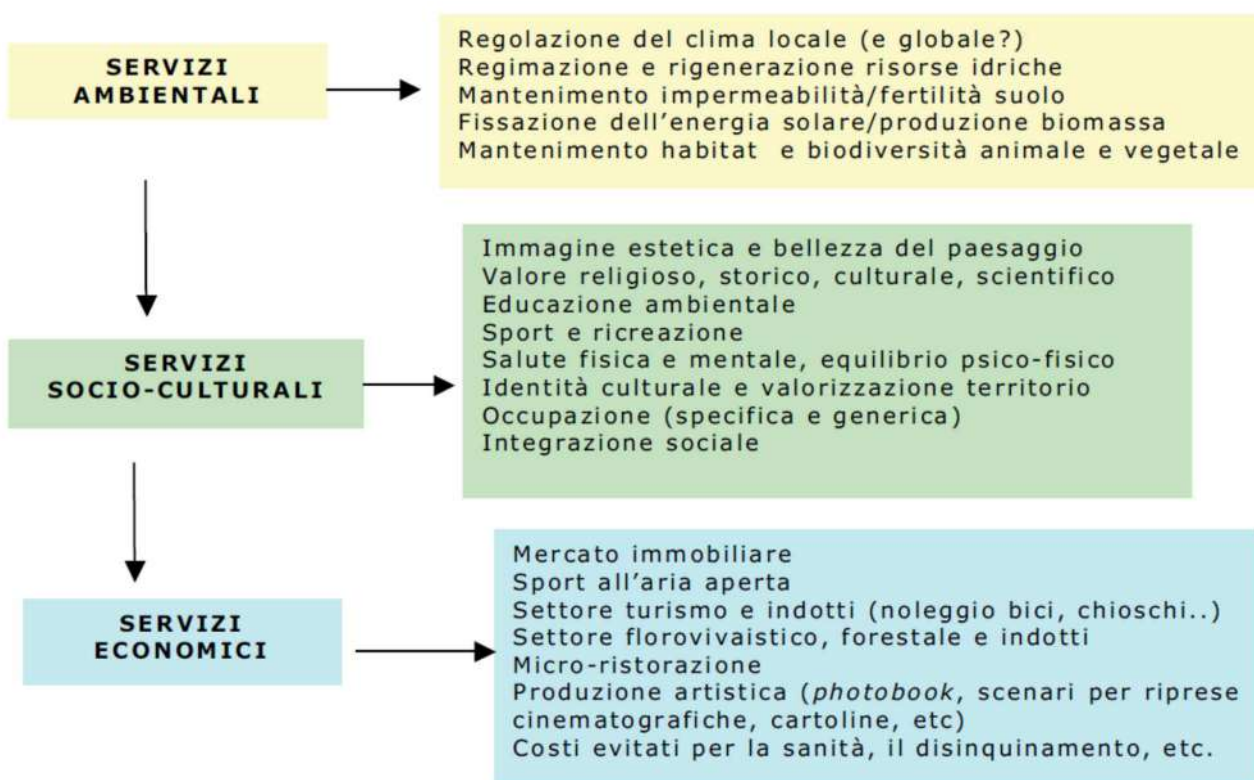 SERVIZI
AMBIENTALI
Regolazione del clima locale (e globale?)
Regimazione e rigenerazione risorse idriche
Mantenimento impermeabilità/fertilità suolo
Fissazione dell’energia solare/produzione biomassa
Mantenimento habitat e biodiversità animale e vegetale
SERVIZI
SOCIO-CULTURALI
Immagine estetica e bellezza del paesaggio
Valore religioso, storico, culturale, scientifico
Educazione ambientale
Sport e ricreazione
Salute fisica e mentale, equilibrio psico-fisico
Identità culturale e valorizzazione territorio
Occupazione (specifica e generica)
Integrazione sociale
SERVIZI
ECONOMICI
Mercato immobiliare
Sport all’aria aperta
Settore turismo e indotti (noleggio bici, chioschi..)
Settore florovivaistico, forestale e indotti
Micro-ristorazione
Produzione artistica (photobook, scenari per riprese
cinematografiche, cartoline, etc)
Costi evitati per la sanità, il disinquinamento, etc.